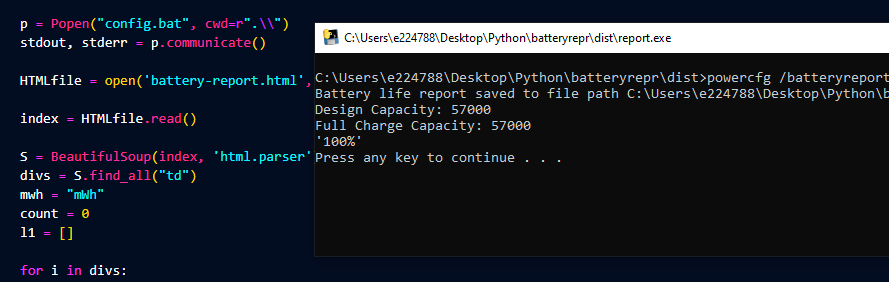 p = Popen("config.bat", cwd=r".\\")
stdout, stderr = p.communicate()
HTMLfile = open('battery-report.html',
index = HTMLfile.read()
S = BeautifulSoup(index, 'html.parser'
divs = S.find_all("td")
mwh = "mWh"
count = 0
l1 = []
for i in divs:
C:\Users\e224788\Desktop\Python\batteryrepr\dist\report.exe
C:\Users\e224788\Desktop\Python\batteryrepr\dist>powercfg /batteryreport
Battery life report saved to file path C:\Users\e224788\Desktop\Python\b
Design Capacity: 57000
Full Charge Capacity: 57000
'100%'
Press any key to continue . . .